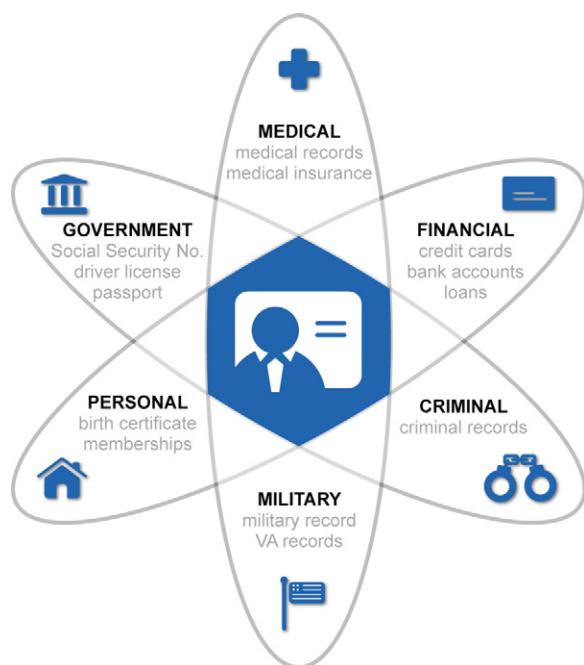 MEDICAL
medical records
medical insurance
GOVERNMENT
Social Security No.
driver license
passport
FINANCIAL
credit cards
bank accounts
loans
PERSONAL
birth certificate
memberships
CRIMINAL
criminal records
MILITARY
military record
VA records